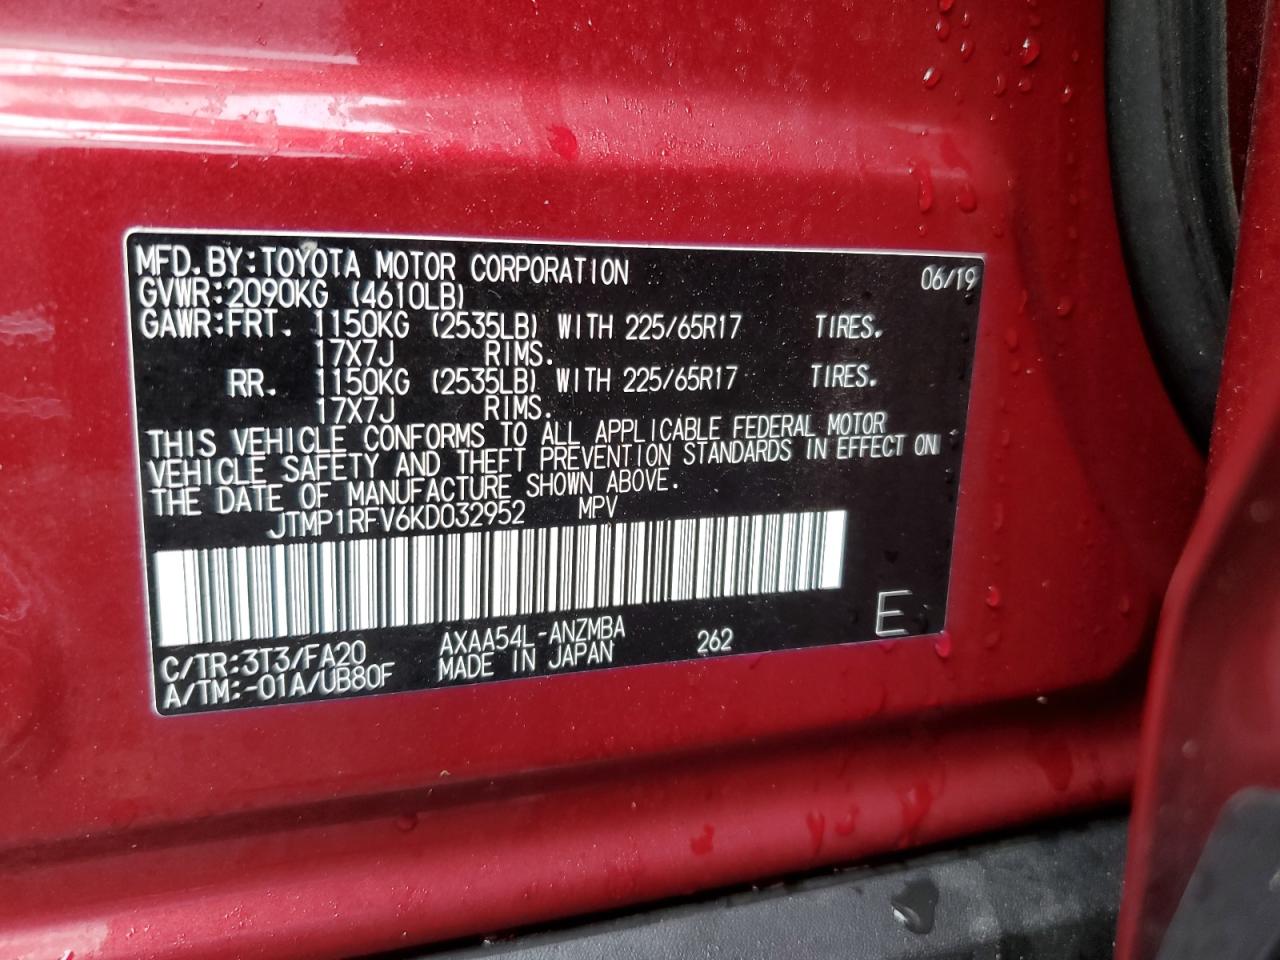 MFD.BY:TOYOTA MOTOR CORPORATION 06/19
GVWR:2090KG (4610LB)
GAWR:FRT. 1150KG (2535LB) WITH 225/65R17 TIRES.
17X7J RIMS.
RR. 1150KG (2535LB) WITH 225/65R17 TIRES.
17X7J RIMS.
THIS VEHICLE CONFORMS TO ALL APPLICABLE FEDERAL MOTOR
VEHICLE SAFETY AND THEFT PREVENTION STANDARDS IN EFFECT ON
THE DATE OF MANUFACTURE SHOWN ABOVE.
JTMP1RFV6KD032952 MPV
C/TR:3T3/FA20 AXAA54L-ANZMBA 262 E
A/TM:-01A/UB80F MADE IN JAPAN